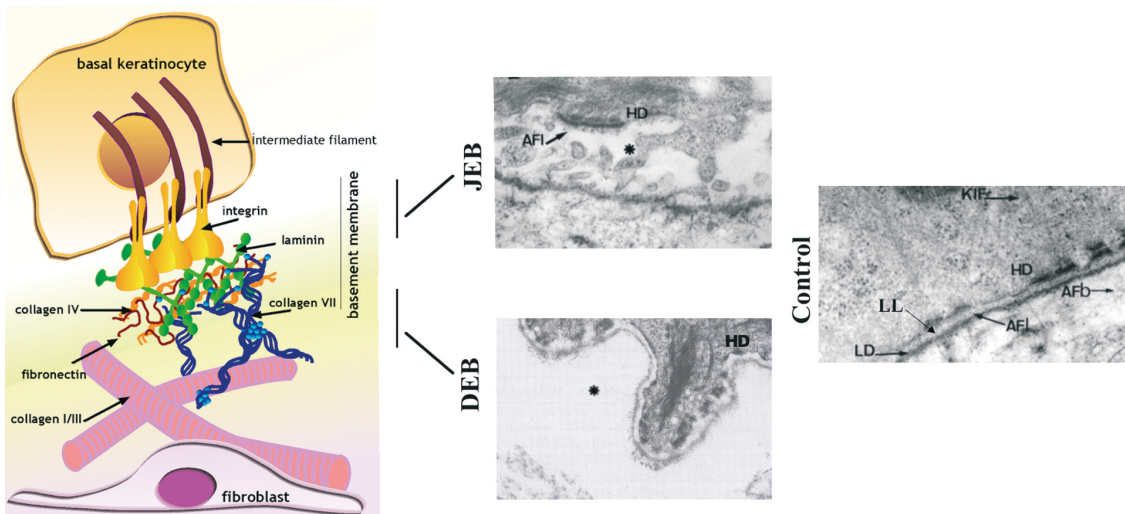 basal keratinocyte
intermediate filament
integrin
laminin
basement membrane
collagen IV
collagen VII
fibronectin
collagen I/III
fibroblast
JEB
HD
AFl
*
DEB
HD
*
Control
KIF
HD
AFb
LL
AFl
LD